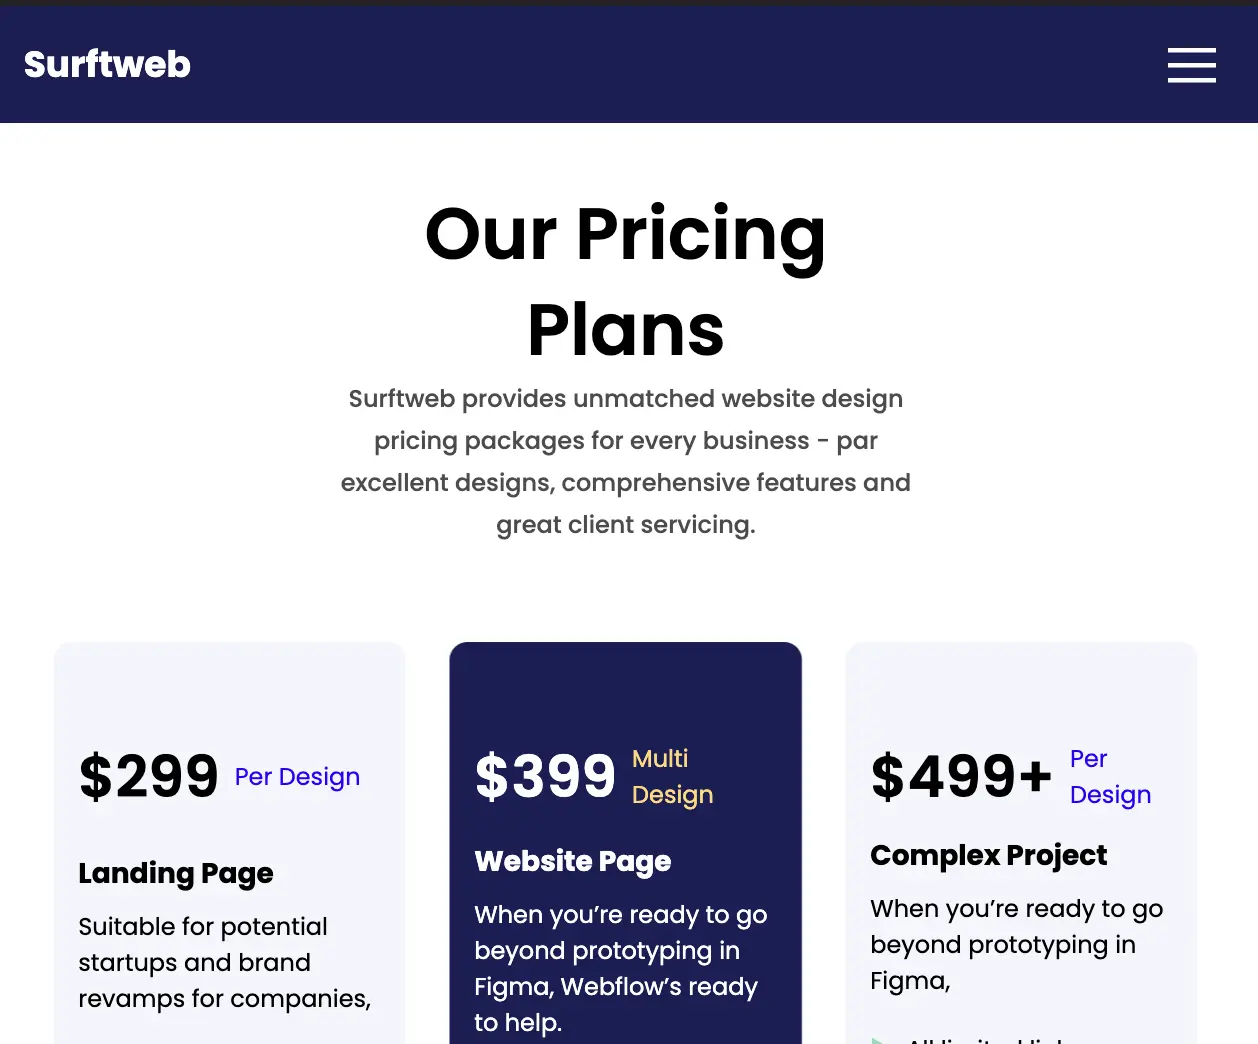 Surftweb
Our Pricing
Plans
Surftweb provides unmatched website design
pricing packages for every business - par
excellent designs, comprehensive features and
great client servicing.
$299 Per Design
Landing Page
Suitable for potential
startups and brand
revamps for companies,
$399 Multi
Design
Website Page
When you’re ready to go
beyond prototyping in
Figma, Webflow’s ready
to help.
$499+ Per
Design
Complex Project
When you’re ready to go
beyond prototyping in
Figma,